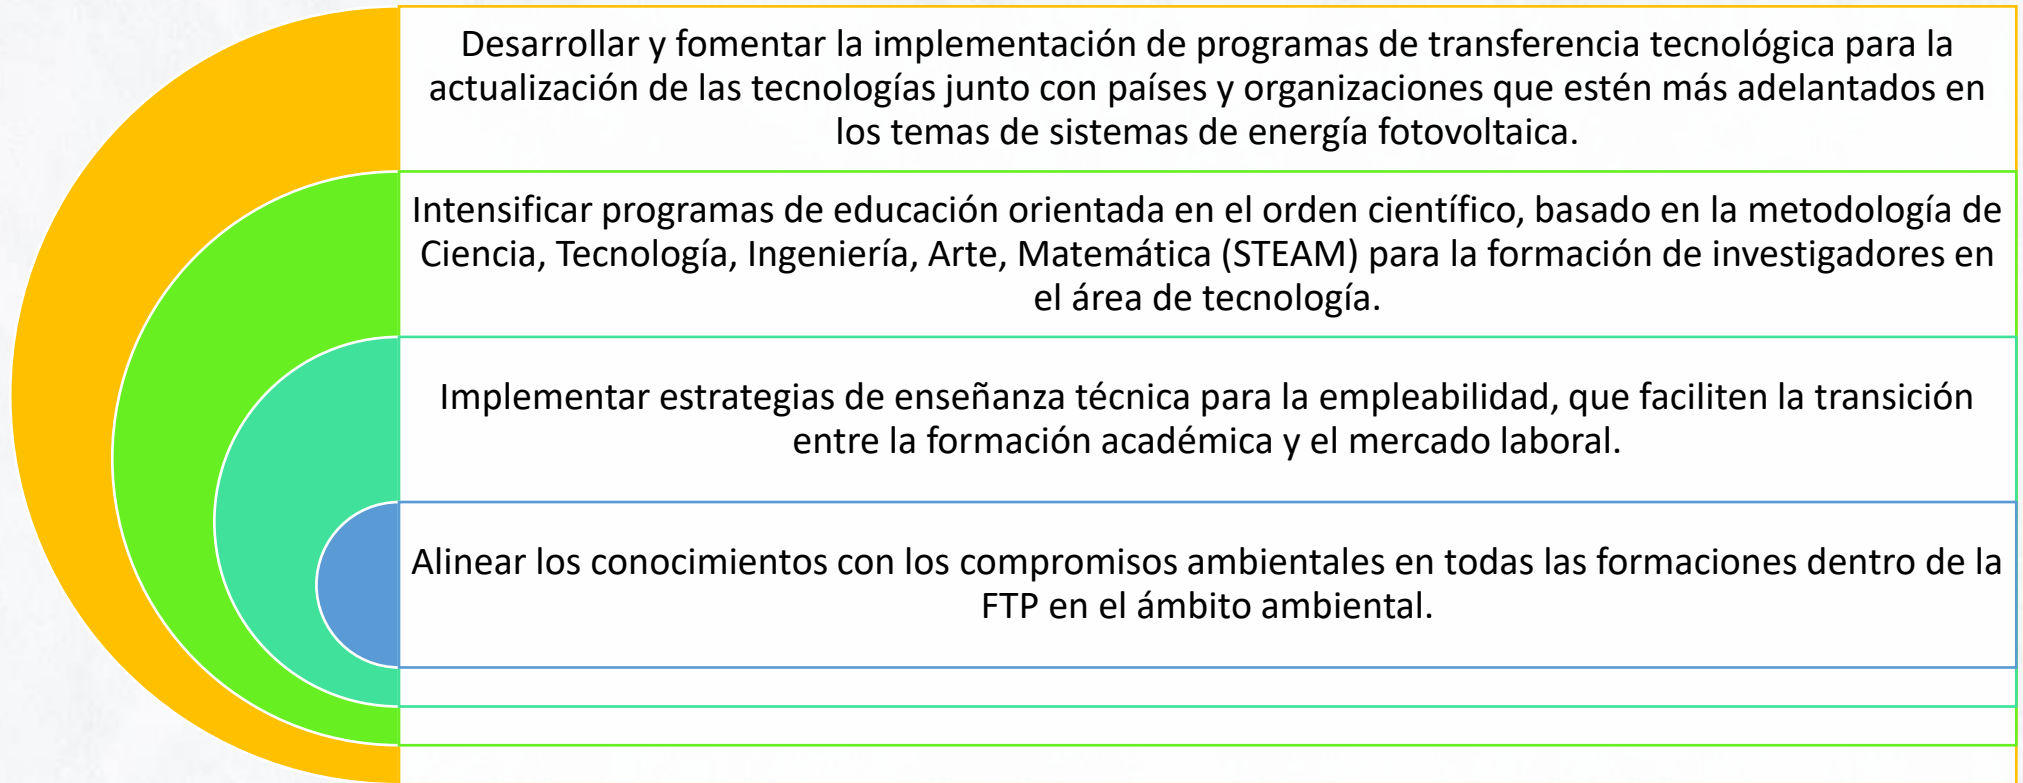 Desarrollar y fomentar la implementación de programas de transferencia tecnológica para la
actualización de las tecnologías junto con países y organizaciones que estén más adelantados en
los temas de sistemas de energía fotovoltaica.
Intensificar programas de educación orientada en el orden científico, basado en la metodología de
Ciencia, Tecnología, Ingeniería, Arte, Matemática (STEAM) para la formación de investigadores en
el área de tecnología.
Implementar estrategias de enseñanza técnica para la empleabilidad, que faciliten la transición
entre la formación académica y el mercado laboral.
Alinear los conocimientos con los compromisos ambientales en todas las formaciones dentro de la
FTP en el ámbito ambiental.